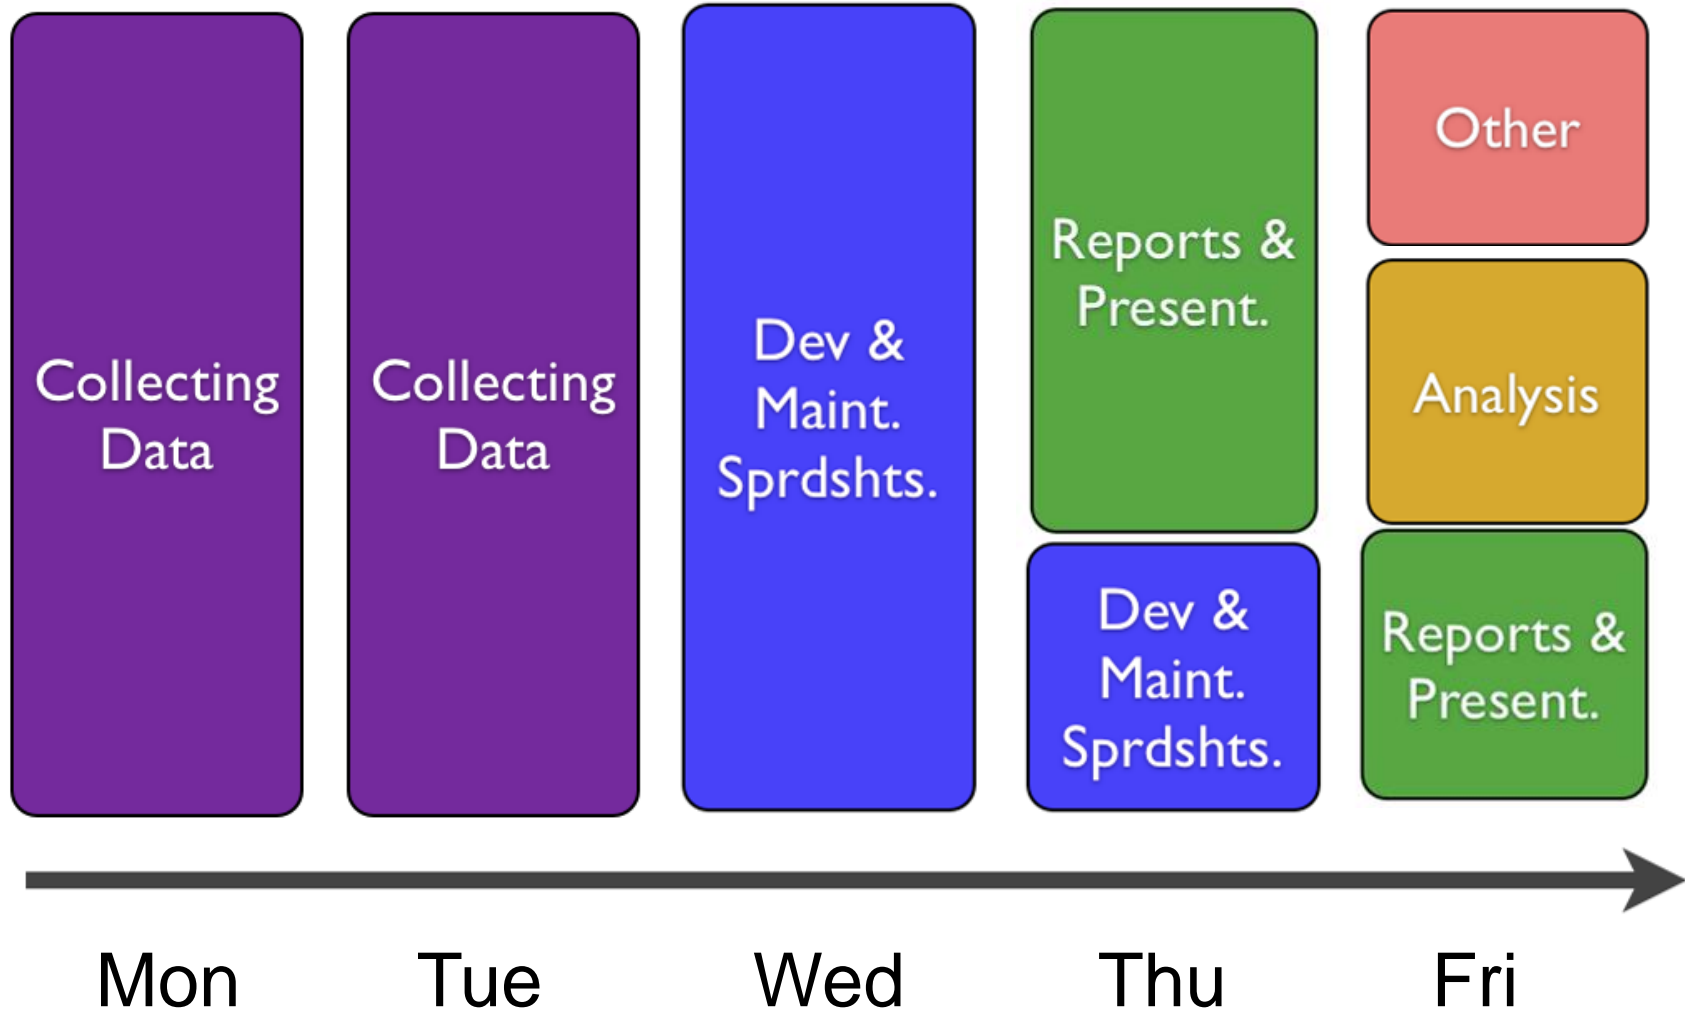 Collecting
Data
Collecting
Data
Dev &
Maint.
Sprdshts.
Reports &
Present.
Dev &
Maint.
Sprdshts.
Other
Analysis
Reports &
Present.
Mon
Tue
Wed
Thu
Fri